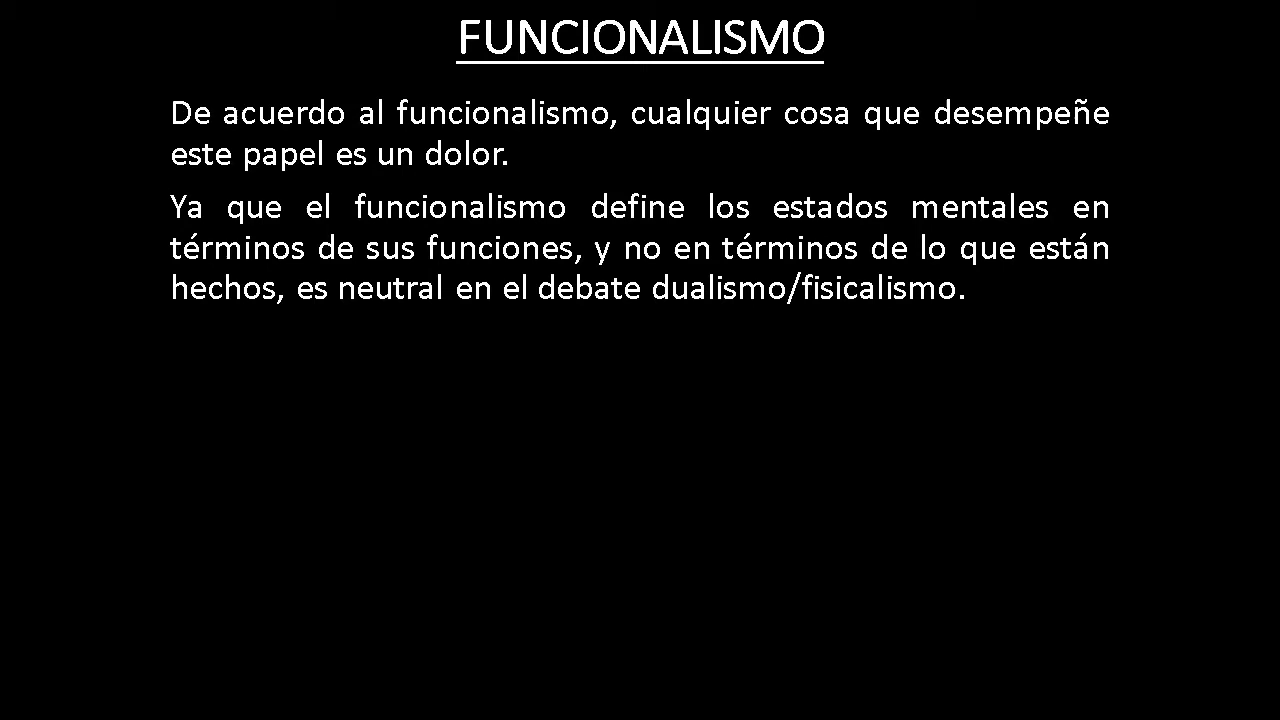 FUNCIONALISMO
De acuerdo al funcionalismo, cualquier cosa que desempeñe
este papel es un dolor.
Ya que el funcionalismo define los estados mentales en
términos de sus funciones, y no en términos de lo que están
hechos, es neutral en el debate dualismo/fisicalismo.